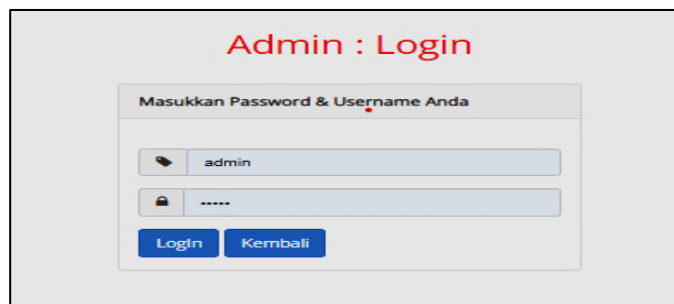 Admin : Login
Masukkan Password & Username Anda
admin
•••••
LogIn Kembali